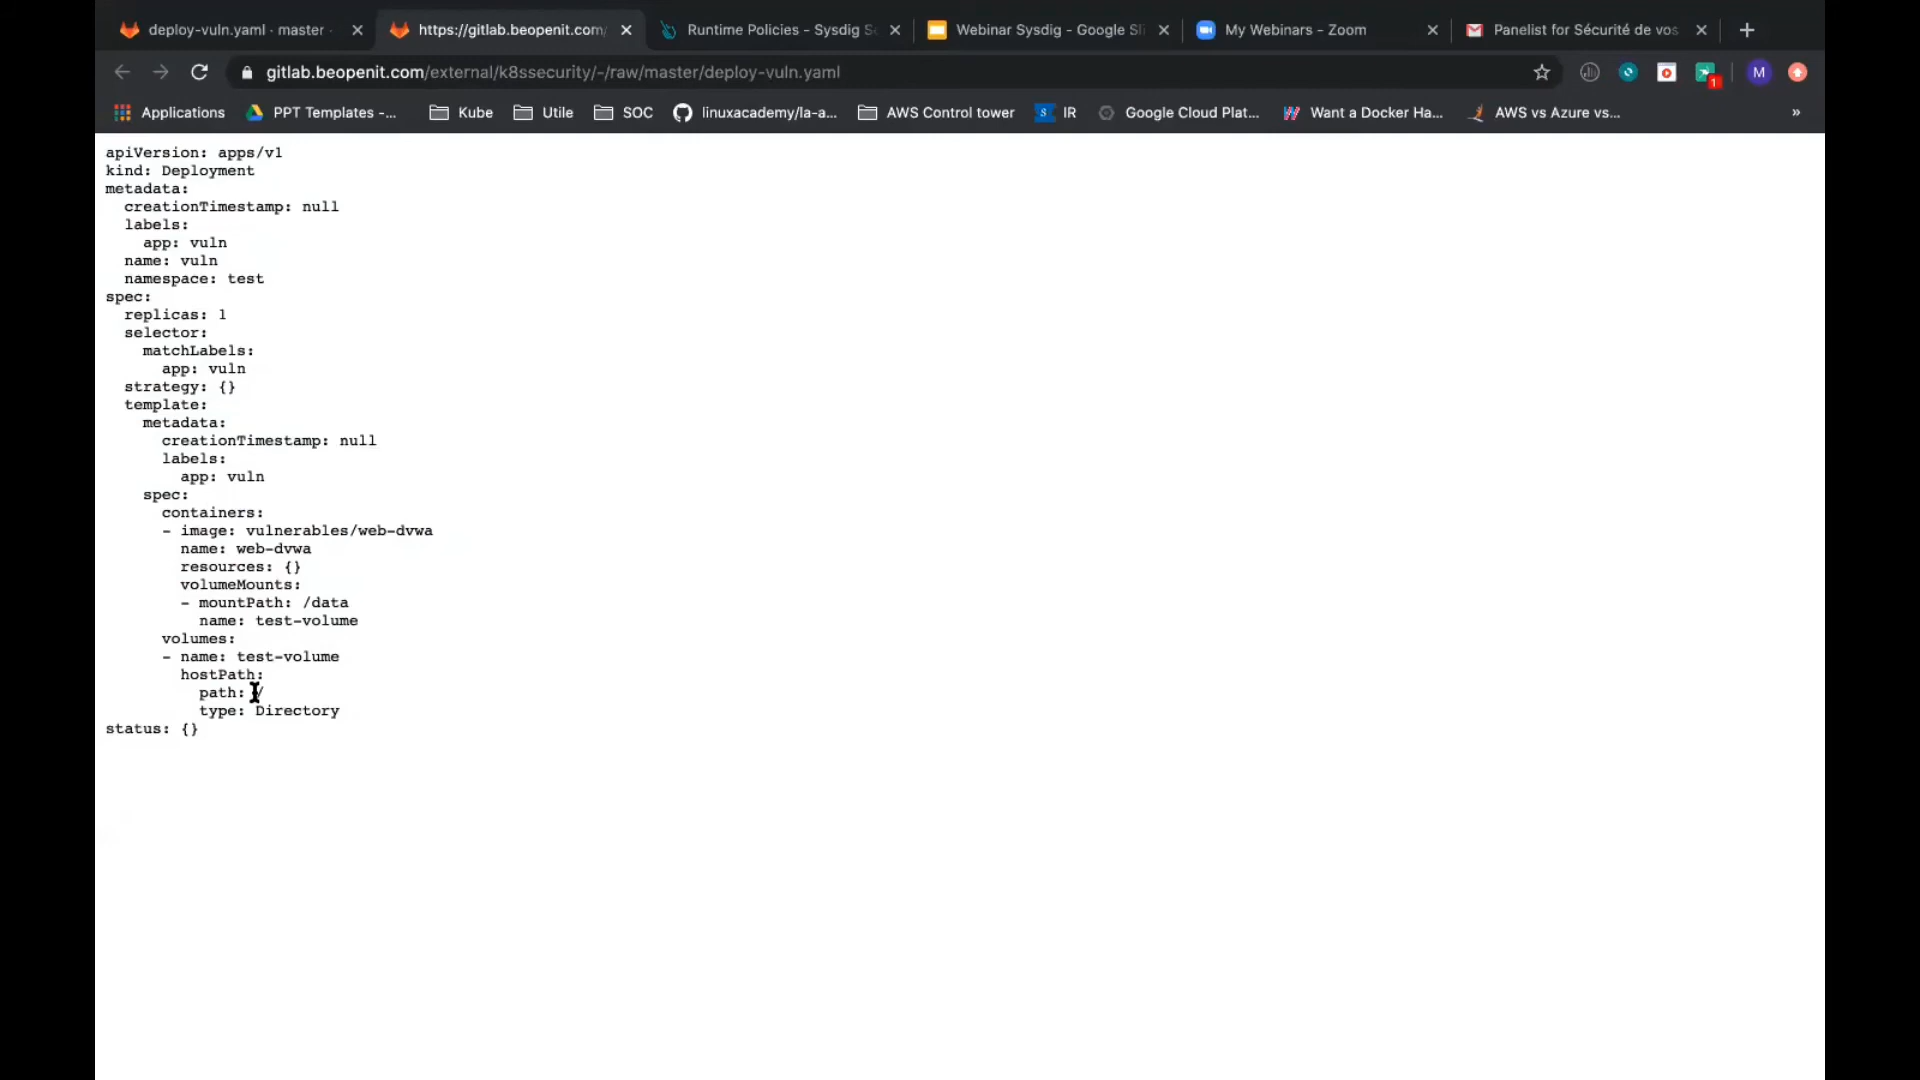 deploy-vuln.yaml · master ·
https://gitlab.beopenit.com/
Runtime Policies - Sysdig Se
Webinar Sysdig - Google Sli
My Webinars - Zoom
Panelist for Sécurité de vos
gitlab.beopenit.com/external/k8ssecurity/-/raw/master/deploy-vuln.yaml
1
M
Applications
PPT Templates -...
Kube
Utile
SOC
linuxacademy/la-a...
AWS Control tower
IR
Google Cloud Plat...
Want a Docker Ha...
AWS vs Azure vs...
»
apiVersion: apps/v1
kind: Deployment
metadata:
  creationTimestamp: null
  labels:
    app: vuln
  name: vuln
  namespace: test
spec:
  replicas: 1
  selector:
    matchLabels:
      app: vuln
  strategy: {}
  template:
    metadata:
      creationTimestamp: null
      labels:
        app: vuln
    spec:
      containers:
      - image: vulnerables/web-dvwa
        name: web-dvwa
        resources: {}
        volumeMounts:
        - mountPath: /data
          name: test-volume
      volumes:
      - name: test-volume
        hostPath:
          path: /
          type: Directory
status: {}